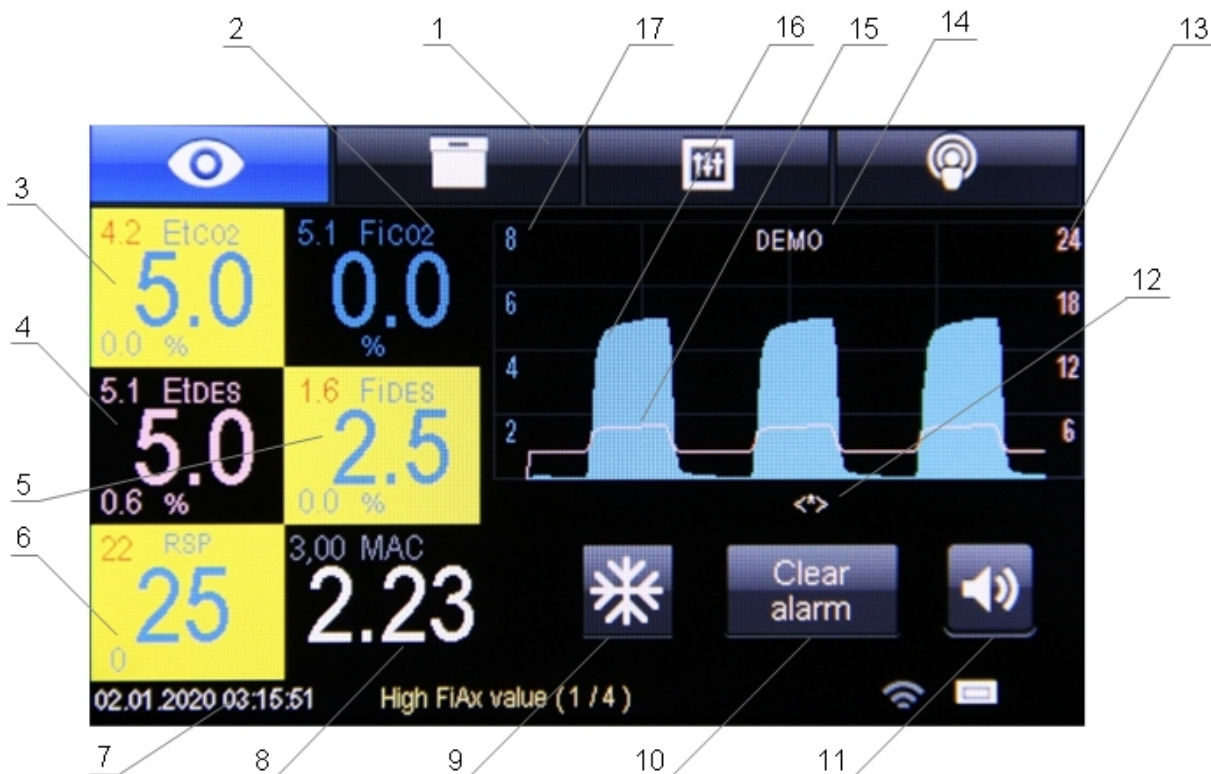 2 1 17 16 15 14 13
3
4.2 EtCO2 5.1 FiCO2 8 DEMO 24
5.0 0.0
0.0 % %
6 18
12
4
5.1 EtDES 1.6 FiDES 4 12
5.0 2.5
0.6 % 0.0 %
2 6
5
<*>
6
22 RSP 3,00 MAC
25 2.23
0
Clear
alarm
02.01.2020 03:15:51 High FiAx value ( 1 / 4 )
7 8 9 10 11